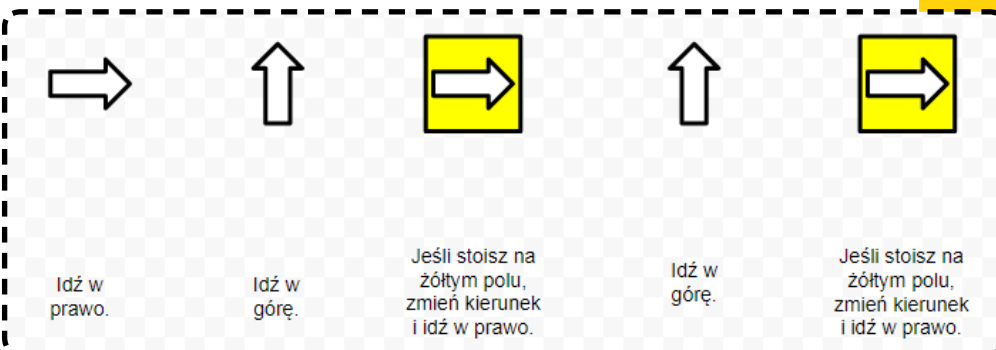 Idź w
prawo.
Idź w
górę.
Jeśli stoisz na
żółtym polu,
zmień kierunek
i idź w prawo.
Idź w
górę.
Jeśli stoisz na
żółtym polu,
zmień kierunek
i idź w prawo.